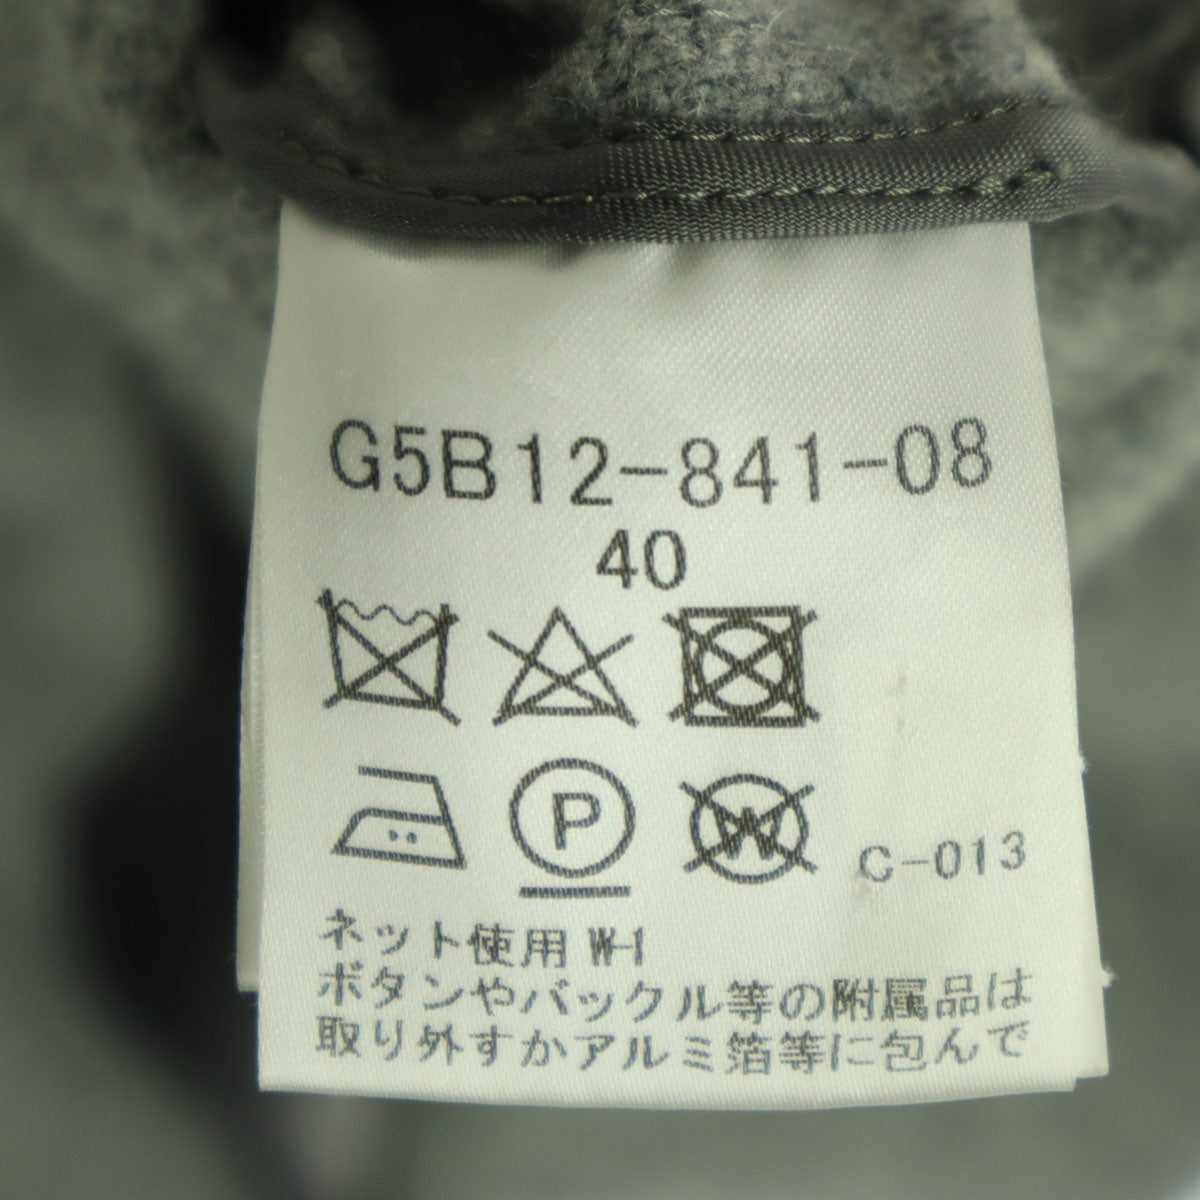 G5B12-841-08
40
P
W
C-013
ネット使用 W-1
ボタンやバックル等の附属品は
取り外すかアルミ箔等に包んで